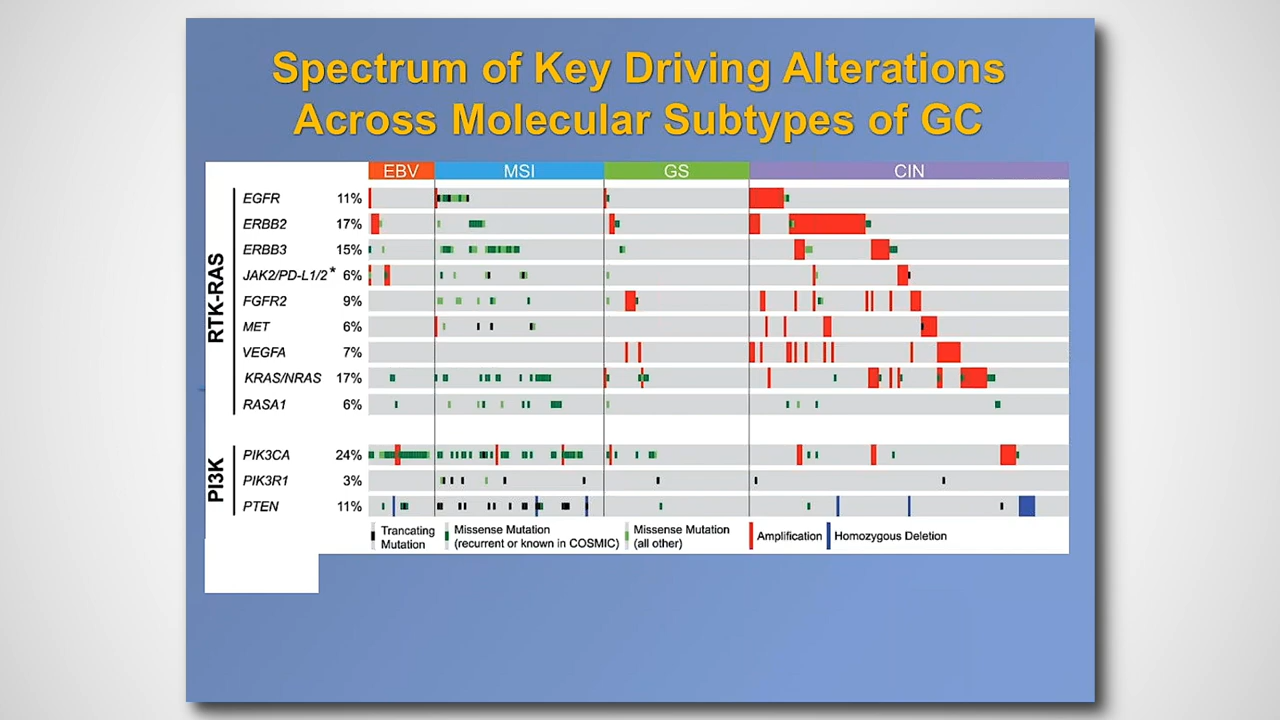 Spectrum of Key Driving Alterations
Across Molecular Subtypes of GC
EBV MSI GS CIN
RTK-RAS
EGFR 11%
ERBB2 17%
ERBB3 15%
JAK2/PD-L1/2* 6%
FGFR2 9%
MET 6%
VEGFA 7%
KRAS/NRAS 17%
RASA1 6%
PI3K
PIK3CA 24%
PIK3R1 3%
PTEN 11%
Trancating
Mutation
Missense Mutation
(recurrent or known in COSMIC)
Missense Mutation
(all other)
Amplification
Homozygous Deletion